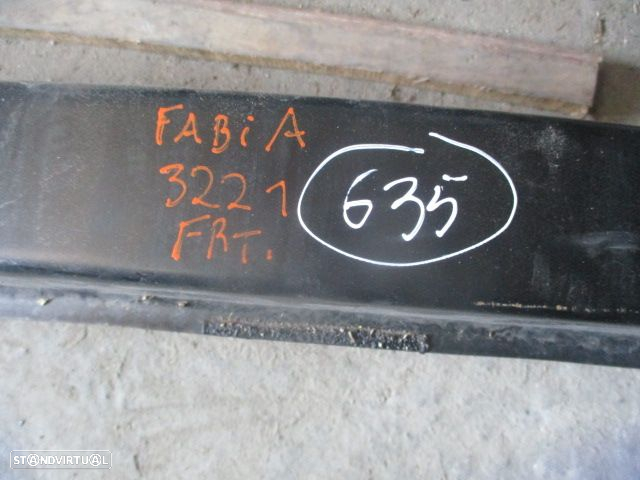 FABiA
3221
FRT.
635
STANDVIRTUAL